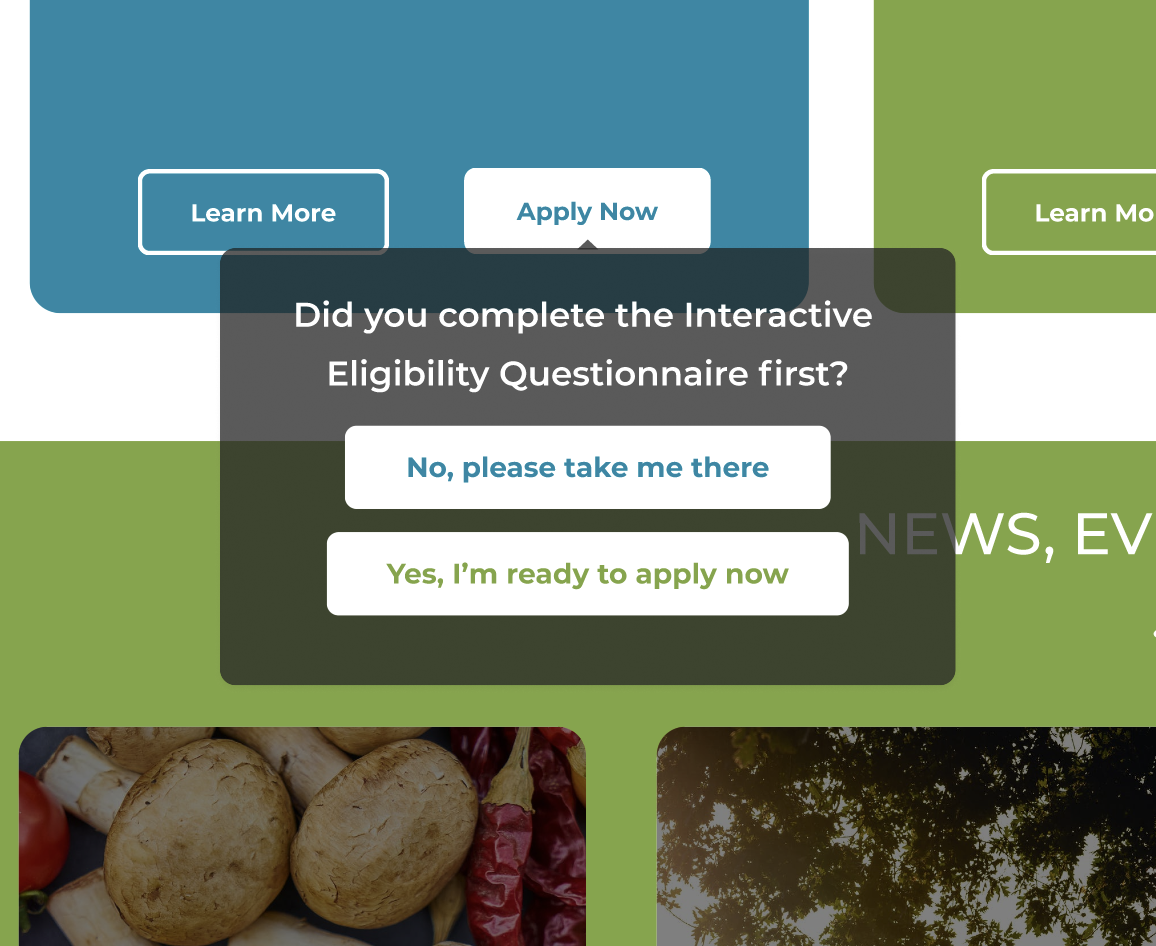 Learn More
Apply Now
Learn Mo
Did you complete the Interactive
Eligibility Questionnaire first?
No, please take me there
NEWS, EV
Yes, I’m ready to apply now